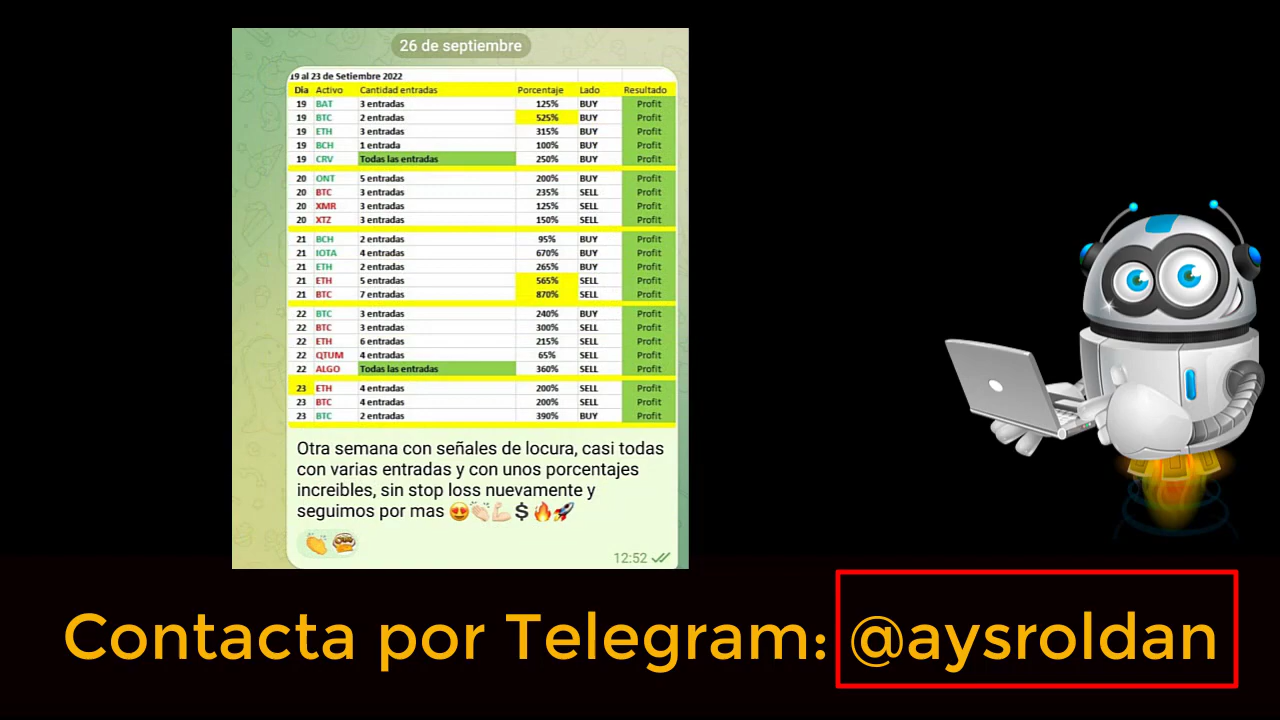 26 de septiembre
19 al 23 de Setiembre 2022
Día Activo Cantidad entradas Porcentaje Lado Resultado
19 BAT 3 entradas 125% BUY Profit
19 BTC 2 entradas 525% BUY Profit
19 ETH 3 entradas 315% BUY Profit
19 BCH 1 entrada 100% BUY Profit
19 CRV Todas las entradas 250% BUY Profit
20 ONT 5 entradas 200% BUY Profit
20 BTC 3 entradas 235% SELL Profit
20 XMR 3 entradas 125% SELL Profit
20 XTZ 3 entradas 150% SELL Profit
21 BCH 2 entradas 95% BUY Profit
21 IOTA 4 entradas 670% BUY Profit
21 ETH 2 entradas 265% BUY Profit
21 ETH 5 entradas 565% SELL Profit
21 BTC 7 entradas 870% SELL Profit
22 BTC 3 entradas 240% BUY Profit
22 BTC 3 entradas 300% SELL Profit
22 ETH 6 entradas 215% SELL Profit
22 QTUM 4 entradas 65% SELL Profit
22 ALGO Todas las entradas 360% SELL Profit
23 ETH 4 entradas 200% SELL Profit
23 BTC 4 entradas 200% SELL Profit
23 BTC 2 entradas 390% BUY Profit
Otra semana con señales de locura, casi todas
con varias entradas y con unos porcentajes
increibles, sin stop loss nuevamente y
seguimos por mas 😍👏🏻💪🏻💲🔥🚀
12:52
Contacta por Telegram: @aysroldan